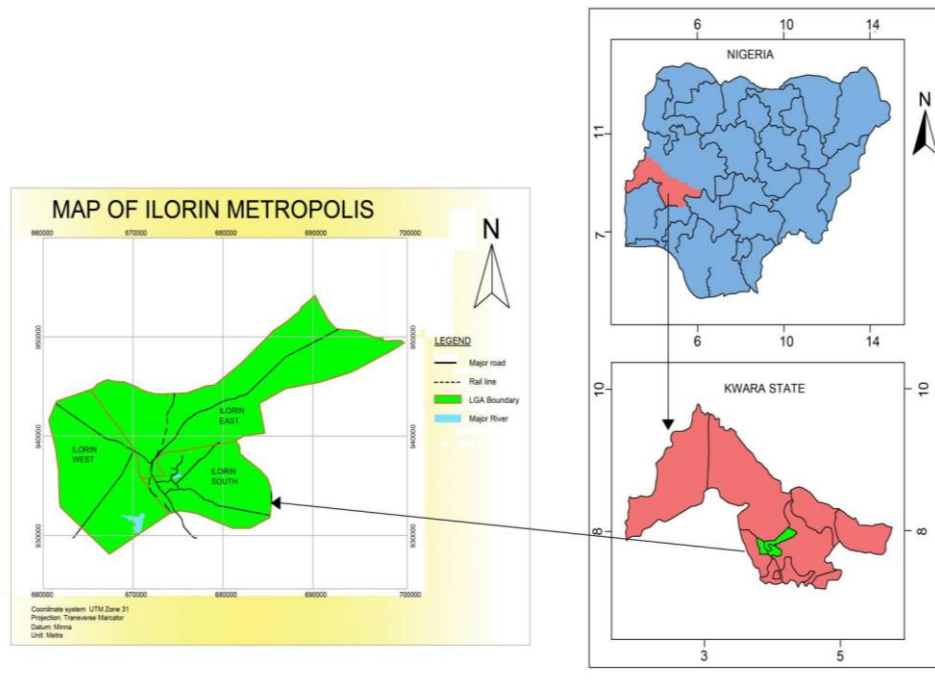 MAP OF ILORIN METROPOLIS
660000 670000 680000 690000 700000
N
950000 950000
940000 940000
930000 930000
ILORIN
EAST
ILORIN
WEST
ILORIN
SOUTH
LEGEND
Major road
Rail line
LGA Boundary
Major River
660000 670000 680000 690000 700000
Coordinate system UTM Zone 31
Projection: Transverse Marcator
Datum: Minna
Unit: Metre
6 10 14
NIGERIA
N
11
7
6 10 14
KWARA STATE
10 10
8 8
3 5